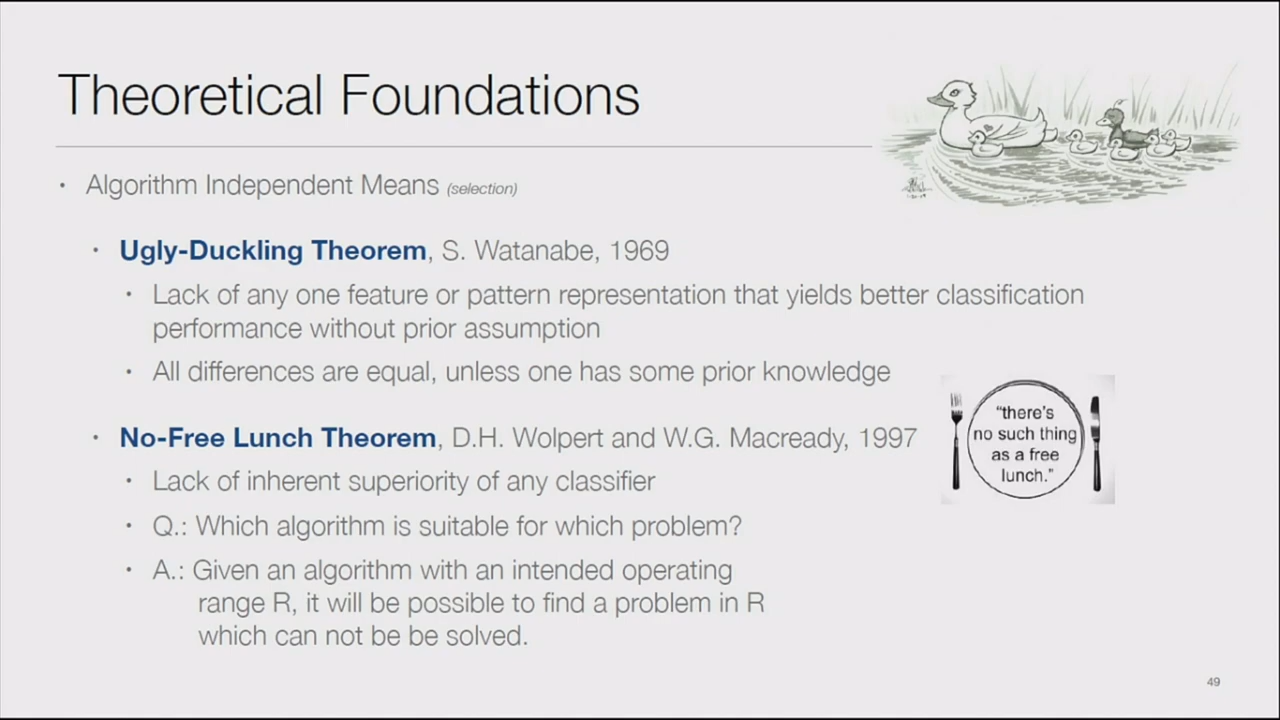 Theoretical Foundations
• Algorithm Independent Means (selection)
• Ugly-Duckling Theorem, S. Watanabe, 1969
• Lack of any one feature or pattern representation that yields better classification
performance without prior assumption
• All differences are equal, unless one has some prior knowledge
• No-Free Lunch Theorem, D.H. Wolpert and W.G. Macready, 1997
"there's
no such thing
as a free
lunch."
• Lack of inherent superiority of any classifier
• Q.: Which algorithm is suitable for which problem?
• A.: Given an algorithm with an intended operating
range R, it will be possible to find a problem in R
which can not be be solved.
49